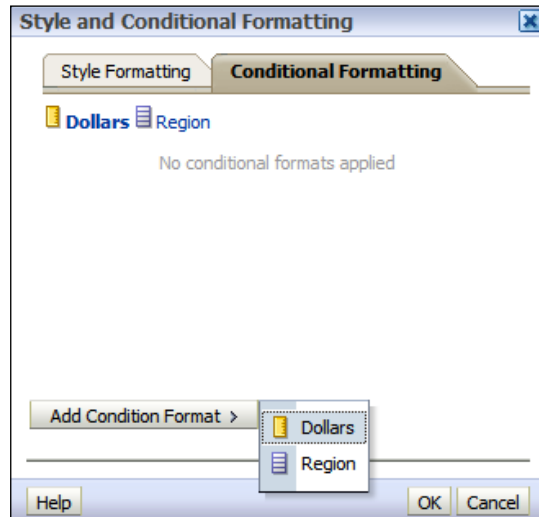 Style and Conditional Formatting
Style Formatting Conditional Formatting
Dollars Region
No conditional formats applied
Add Condition Format >
Dollars
Region
Help OK Cancel